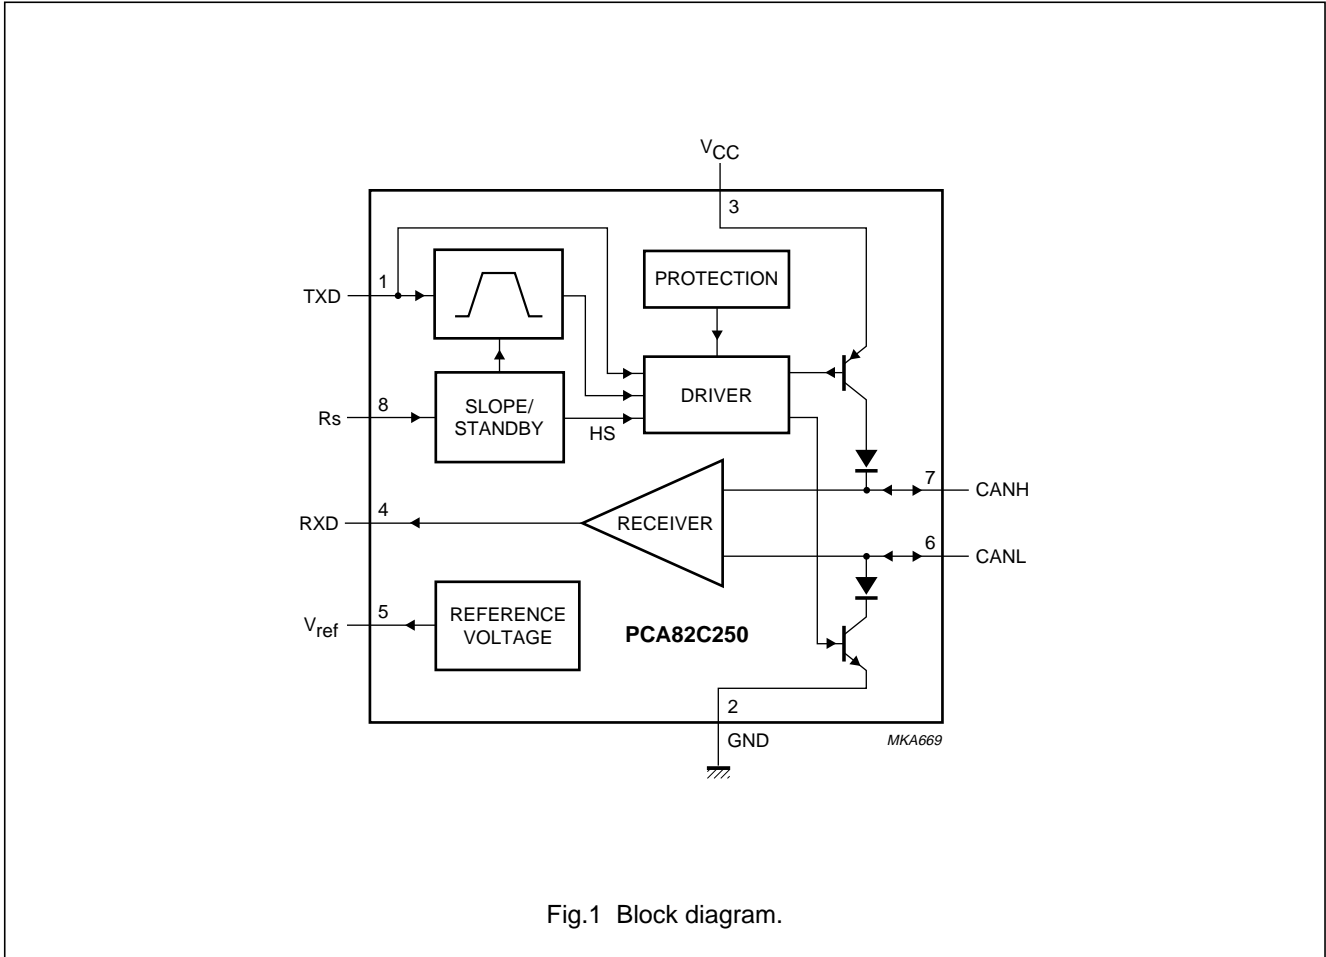 VCC
3
1
TXD
PROTECTION
8
Rs
SLOPE/
STANDBY
HS
DRIVER
7
CANH
4
RXD
RECEIVER
6
CANL
5
Vref
REFERENCE
VOLTAGE
PCA82C250
2
GND
MKA669
Fig.1 Block diagram.